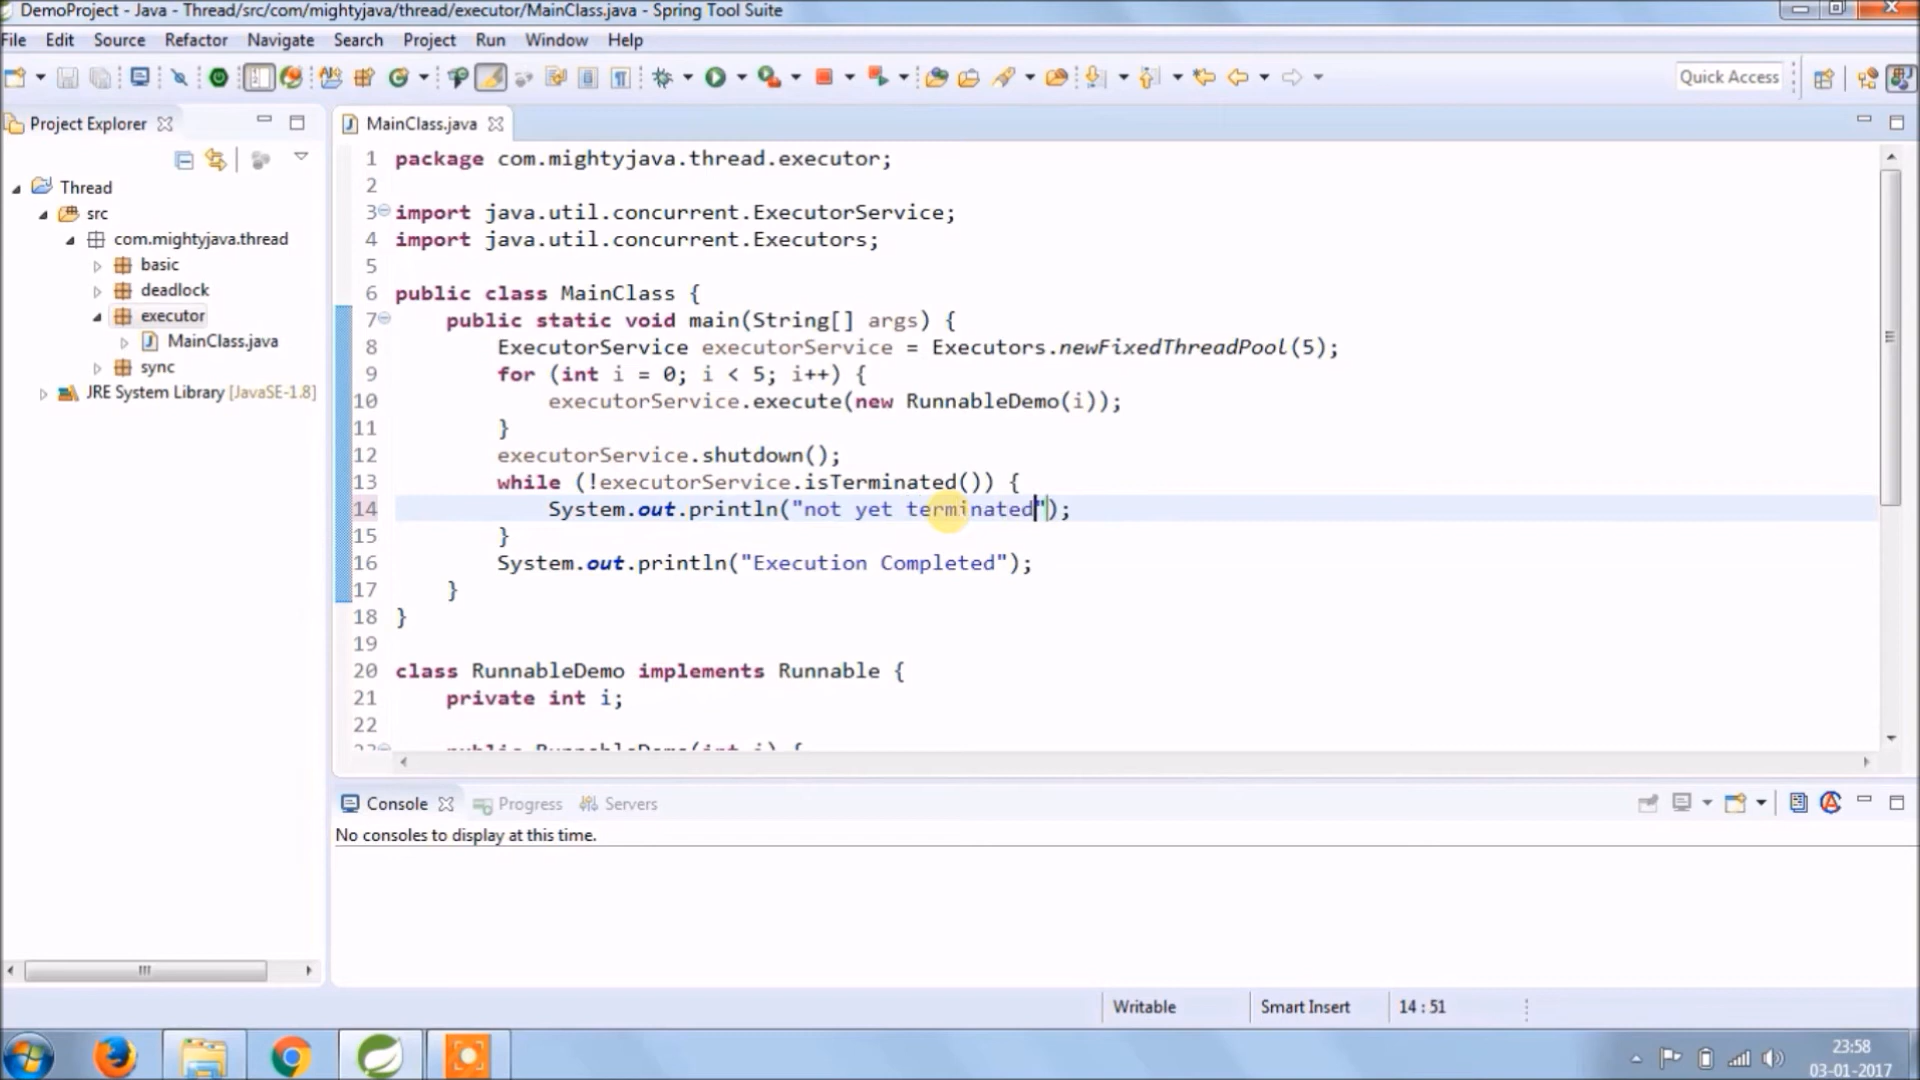 DemoProject - Java - Thread/src/com/mightyjava/thread/executor/MainClass.java - Spring Tool Suite
File Edit Source Refactor Navigate Search Project Run Window Help
Quick Access
Project Explorer
Thread
src
com.mightyjava.thread
basic
deadlock
executor
MainClass.java
sync
JRE System Library [JavaSE-1.8]
MainClass.java
1 package com.mightyjava.thread.executor;
2
3 import java.util.concurrent.ExecutorService;
4 import java.util.concurrent.Executors;
5
6 public class MainClass {
7 public static void main(String[] args) {
8 ExecutorService executorService = Executors.newFixedThreadPool(5);
9 for (int i = 0; i < 5; i++) {
10 executorService.execute(new RunnableDemo(i));
11 }
12 executorService.shutdown();
13 while (!executorService.isTerminated()) {
14 System.out.println("not yet terminated");
15 }
16 System.out.println("Execution Completed");
17 }
18 }
19
20 class RunnableDemo implements Runnable {
21 private int i;
22
23 public RunnableDemo(int i) {
Console Progress Servers
No consoles to display at this time.
Writable Smart Insert 14 : 51
23:58
03-01-2017